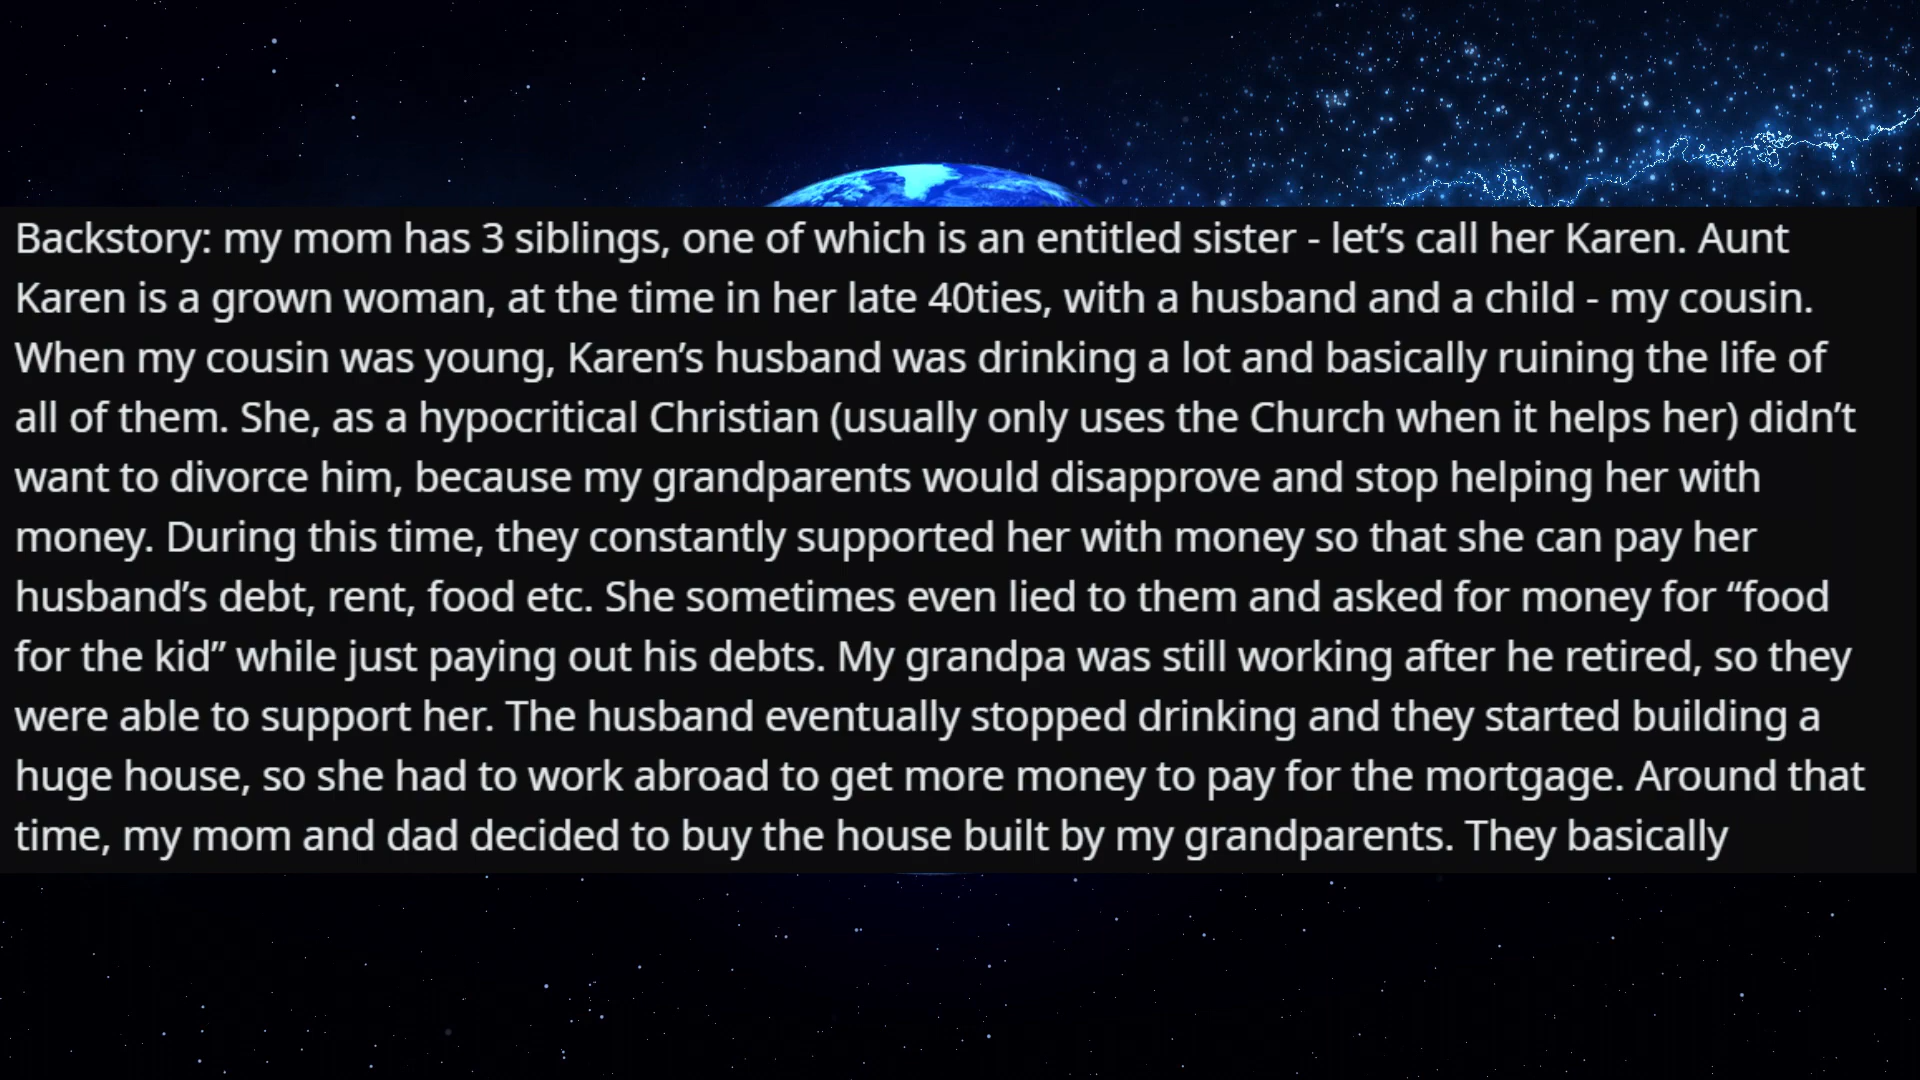 Backstory: my mom has 3 siblings, one of which is an entitled sister - let’s call her Karen. Aunt
Karen is a grown woman, at the time in her late 40ties, with a husband and a child - my cousin.
When my cousin was young, Karen’s husband was drinking a lot and basically ruining the life of
all of them. She, as a hypocritical Christian (usually only uses the Church when it helps her) didn’t
want to divorce him, because my grandparents would disapprove and stop helping her with
money. During this time, they constantly supported her with money so that she can pay her
husband’s debt, rent, food etc. She sometimes even lied to them and asked for money for “food
for the kid” while just paying out his debts. My grandpa was still working after he retired, so they
were able to support her. The husband eventually stopped drinking and they started building a
huge house, so she had to work abroad to get more money to pay for the mortgage. Around that
time, my mom and dad decided to buy the house built by my grandparents. They basically